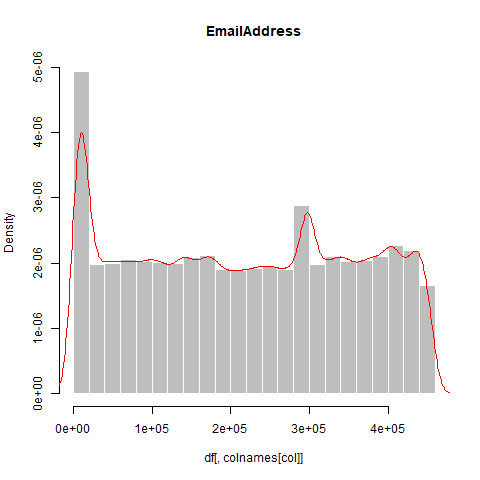 EmailAddress
5e-06
4e-06
3e-06
2e-06
1e-06
0e+00
Density
0e+00 1e+05 2e+05 3e+05 4e+05
df[, colnames[col]]